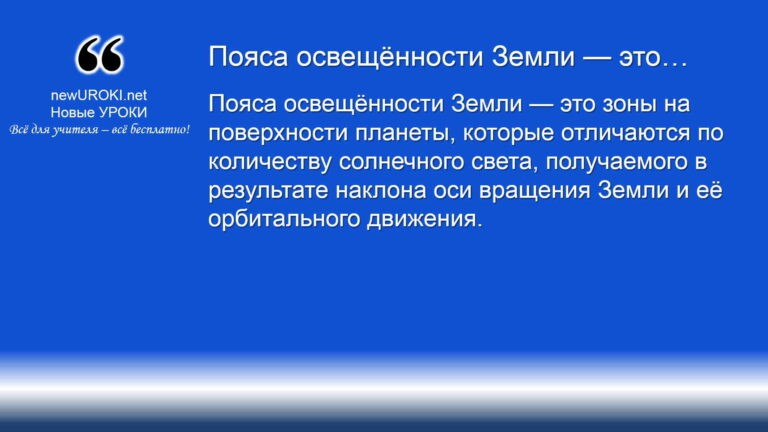 ❝
newUROKI.net
Новые УРОКИ
Всё для учителя – всё бесплатно!
Пояса освещённости Земли — это…
Пояса освещённости Земли — это зоны на
поверхности планеты, которые отличаются по
количеству солнечного света, получаемого в
результате наклона оси вращения Земли и её
орбитального движения.